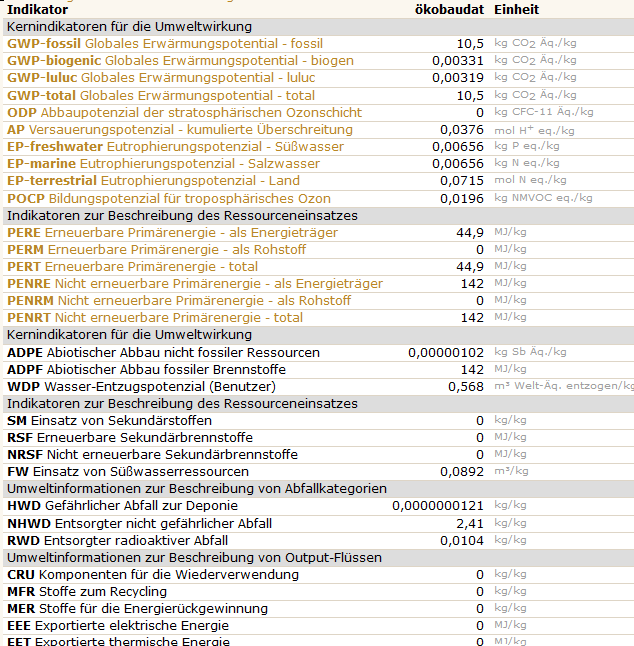 Indikator ökobaudat Einheit
Kernindikatoren für die Umweltwirkung
GWP-fossil Globales Erwärmungspotential - fossil 10,5 kg CO2 Äq./kg
GWP-biogenic Globales Erwärmungspotential - biogen 0,00331 kg CO2 Äq./kg
GWP-luluc Globales Erwärmungspotential - luluc 0,00319 kg CO2 Äq./kg
GWP-total Globales Erwärmungspotential - total 10,5 kg CO2 Äq./kg
ODP Abbaupotenzial der stratosphärischen Ozonschicht 0 kg CFC-11 Äq./kg
AP Versauerungspotenzial - kumulierte Überschreitung 0,0376 mol H+ eq./kg
EP-freshwater Eutrophierungspotenzial - Süßwasser 0,00656 kg P eq./kg
EP-marine Eutrophierungspotenzial - Salzwasser 0,00656 kg N eq./kg
EP-terrestrial Eutrophierungspotenzial - Land 0,0715 mol N eq./kg
POCP Bildungspotenzial für troposphärisches Ozon 0,0196 kg NMVOC eq./kg
Indikatoren zur Beschreibung des Ressourceneinsatzes
PERE Erneuerbare Primärenergie - als Energieträger 44,9 MJ/kg
PERM Erneuerbare Primärenergie - als Rohstoff 0 MJ/kg
PERT Erneuerbare Primärenergie - total 44,9 MJ/kg
PENRE Nicht erneuerbare Primärenergie - als Energieträger 142 MJ/kg
PENRM Nicht erneuerbare Primärenergie - als Rohstoff 0 MJ/kg
PENRT Nicht erneuerbare Primärenergie - total 142 MJ/kg
Kernindikatoren für die Umweltwirkung
ADPE Abiotischer Abbau nicht fossiler Ressourcen 0,00000102 kg Sb Äq./kg
ADPF Abiotischer Abbau fossiler Brennstoffe 142 MJ/kg
WDP Wasser-Entzugspotenzial (Benutzer) 0,568 m³ Welt-Äq. entzogen/kg
Indikatoren zur Beschreibung des Ressourceneinsatzes
SM Einsatz von Sekundärstoffen 0 kg/kg
RSF Erneuerbare Sekundärbrennstoffe 0 MJ/kg
NRSF Nicht erneuerbare Sekundärbrennstoffe 0 MJ/kg
FW Einsatz von Süßwasserressourcen 0,0892 m³/kg
Umweltinformationen zur Beschreibung von Abfallkategorien
HWD Gefährlicher Abfall zur Deponie 0,0000000121 kg/kg
NHWD Entsorgter nicht gefährlicher Abfall 2,41 kg/kg
RWD Entsorgter radioaktiver Abfall 0,0104 kg/kg
Umweltinformationen zur Beschreibung von Output-Flüssen
CRU Komponenten für die Wiederverwendung 0 kg/kg
MFR Stoffe zum Recycling 0 kg/kg
MER Stoffe für die Energierückgewinnung 0 kg/kg
EEE Exportierte elektrische Energie 0 MJ/kg
EET Exportierte thermische Energie 0 MJ/kg